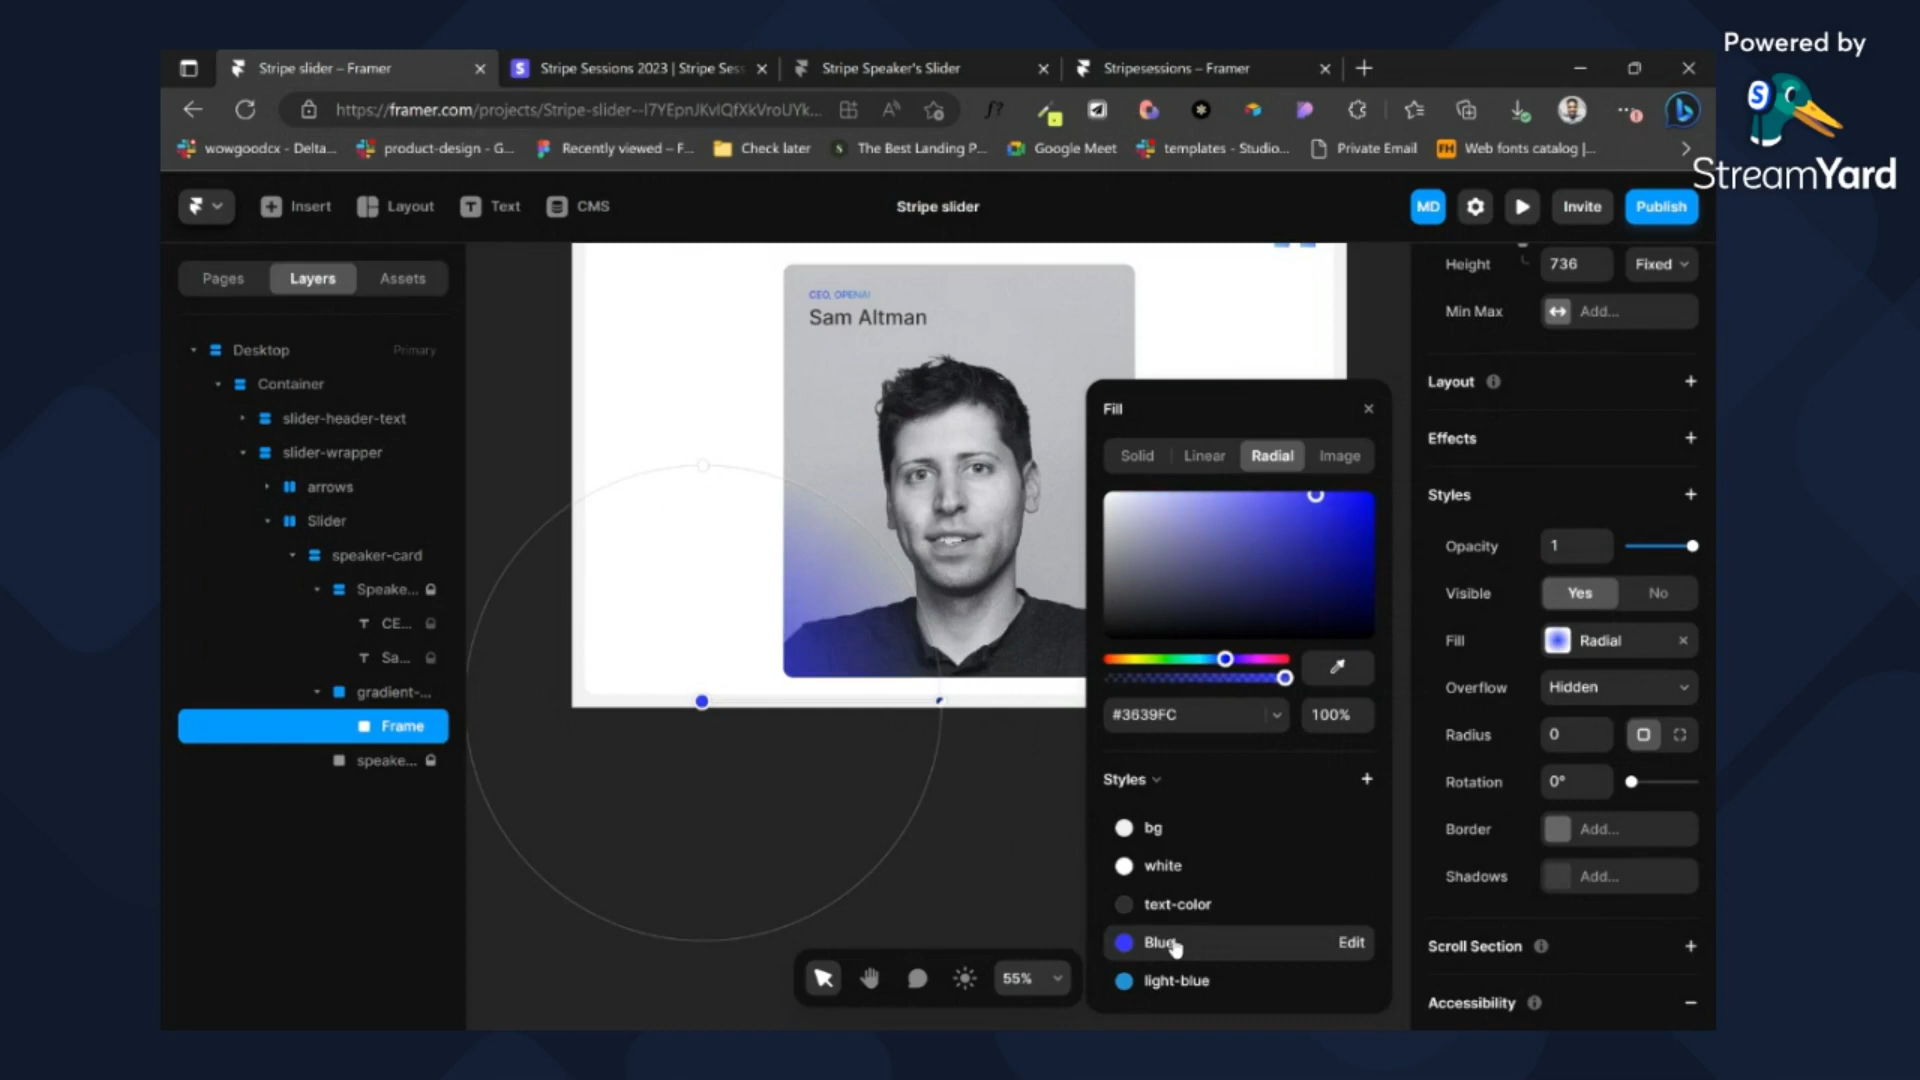 Powered by
StreamYard
Stripe slider – Framer
Stripe Sessions 2023 | Stripe Sess
Stripe Speaker's Slider
Stripesessions – Framer
https://framer.com/projects/Stripe-slider--I7YEpnJKvIQfXkVroUYk...
wowgoodcx - Delta...
product-design - G...
Recently viewed – F...
Check later
The Best Landing P...
Google Meet
templates - Studio...
Private Email
FH
Web fonts catalog |...
Insert
Layout
Text
CMS
Stripe slider
MD
Invite
Publish
Pages
Layers
Assets
Desktop
Primary
Container
slider-header-text
slider-wrapper
arrows
Slider
speaker-card
Speake...
CE...
Sa...
gradient-...
Frame
speake...
CEO, OPENAI
Sam Altman
55%
Fill
Solid
Linear
Radial
Image
#3639FC
100%
Styles
bg
white
text-color
Blue
Edit
light-blue
Height
736
Fixed
Min Max
Add...
Layout
Effects
Styles
Opacity
1
Visible
Yes
No
Fill
Radial
Overflow
Hidden
Radius
0
Rotation
0°
Border
Add...
Shadows
Add...
Scroll Section
Accessibility